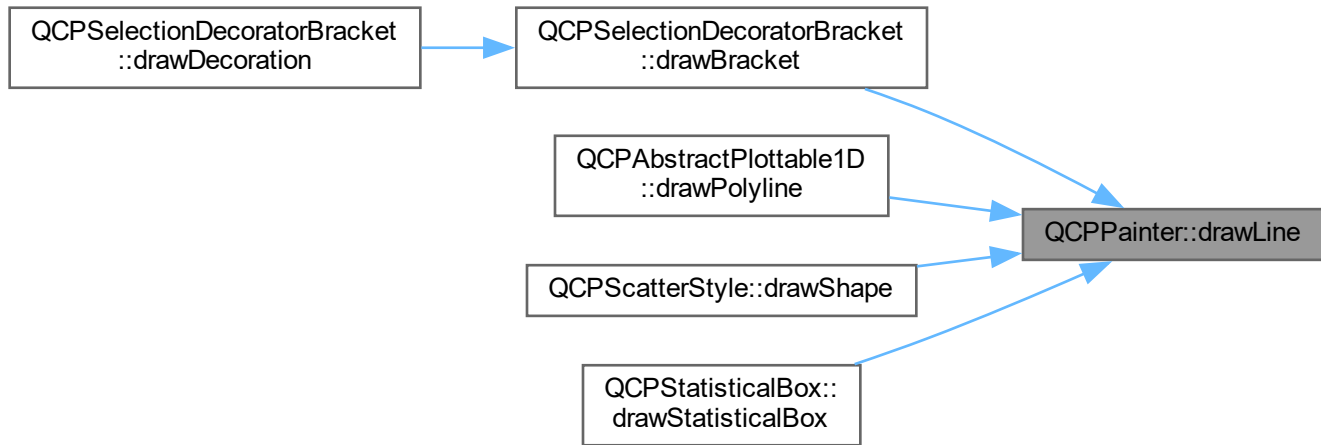 QCPSelectionDecoratorBracket
::drawDecoration
QCPSelectionDecoratorBracket
::drawBracket
QCPAbstractPlottable1D
::drawPolyline
QCPPainter::drawLine
QCPScatterStyle::drawShape
QCPStatisticalBox::
drawStatisticalBox